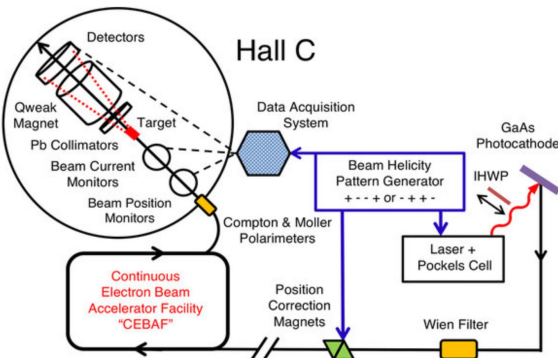 Hall C
Detectors
Qweak
Magnet
Target
Pb Collimators
Beam Current
Monitors
Beam Position
Monitors
Compton & Moller
Polarimeters
Data Acquisition
System
Beam Helicity
Pattern Generator
+ - - + or - + + -
GaAs
Photocathode
IHWP
Laser +
Pockels Cell
Continuous
Electron Beam
Accelerator Facility
“CEBAF”
Position
Correction
Magnets
Wien Filter